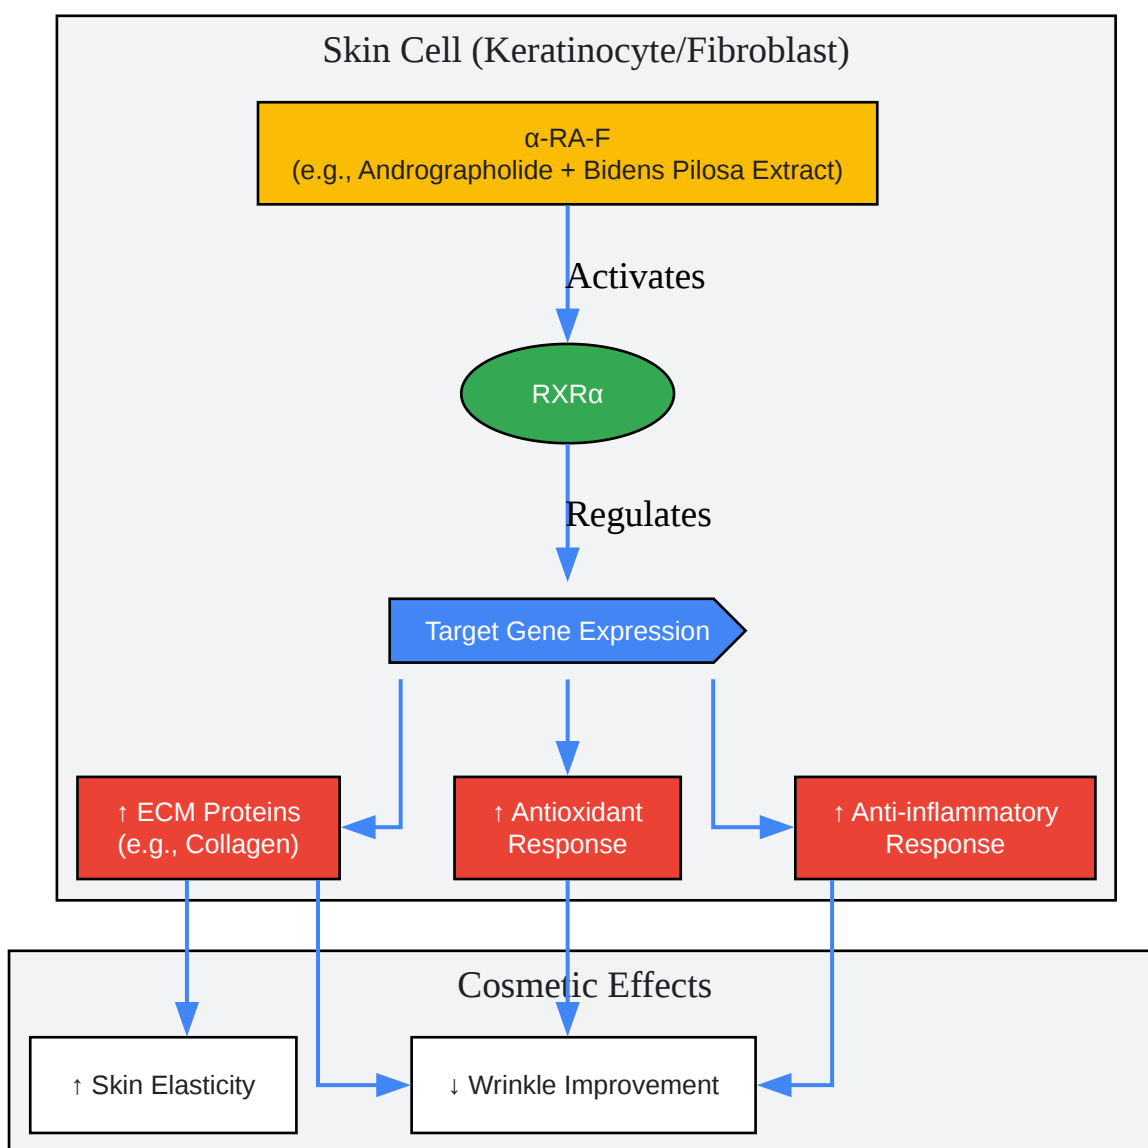 Skin Cell (Keratinocyte/Fibroblast)
α-RA-F
(e.g., Andrographolide + Bidens Pilosa Extract)
Activates
RXRα
Regulates
Target Gene Expression
↑ ECM Proteins
(e.g., Collagen)
↑ Antioxidant
Response
↑ Anti-inflammatory
Response
Cosmetic Effects
↑ Skin Elasticity
↓ Wrinkle Improvement